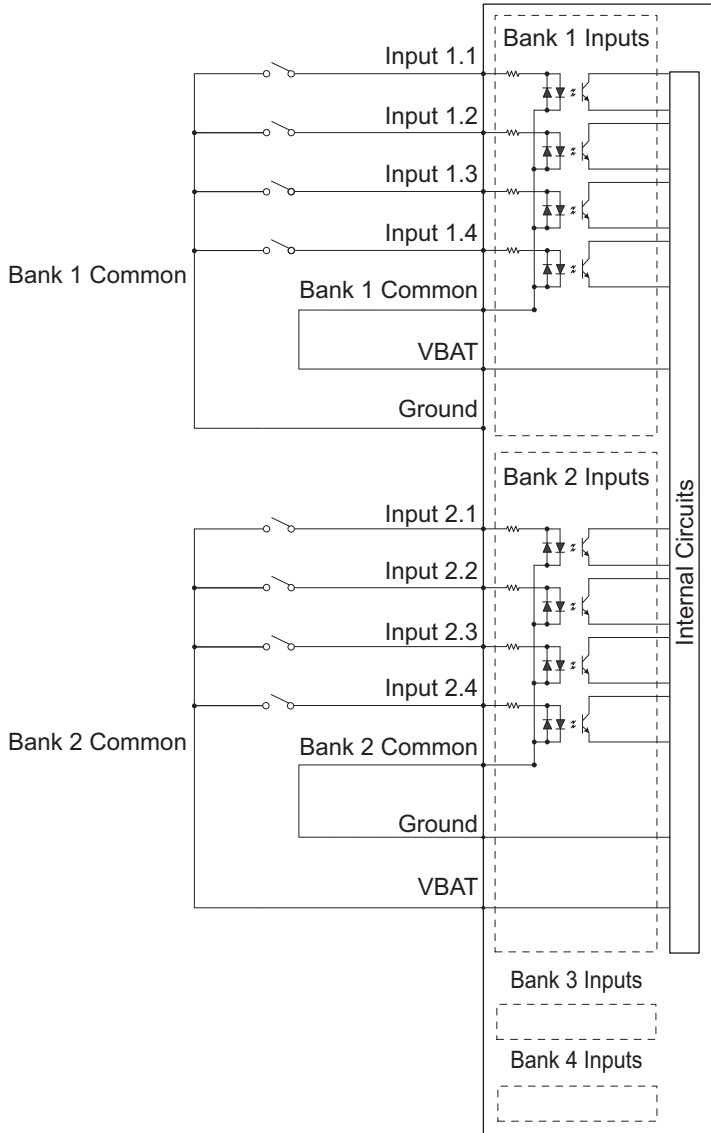 Bank 1 Inputs
Input 1.1
Input 1.2
Input 1.3
Input 1.4
Bank 1 Common
Bank 1 Common
VBAT
Ground
Bank 2 Inputs
Input 2.1
Input 2.2
Input 2.3
Input 2.4
Bank 2 Common
Bank 2 Common
Ground
VBAT
Internal Circuits
Bank 3 Inputs
Bank 4 Inputs